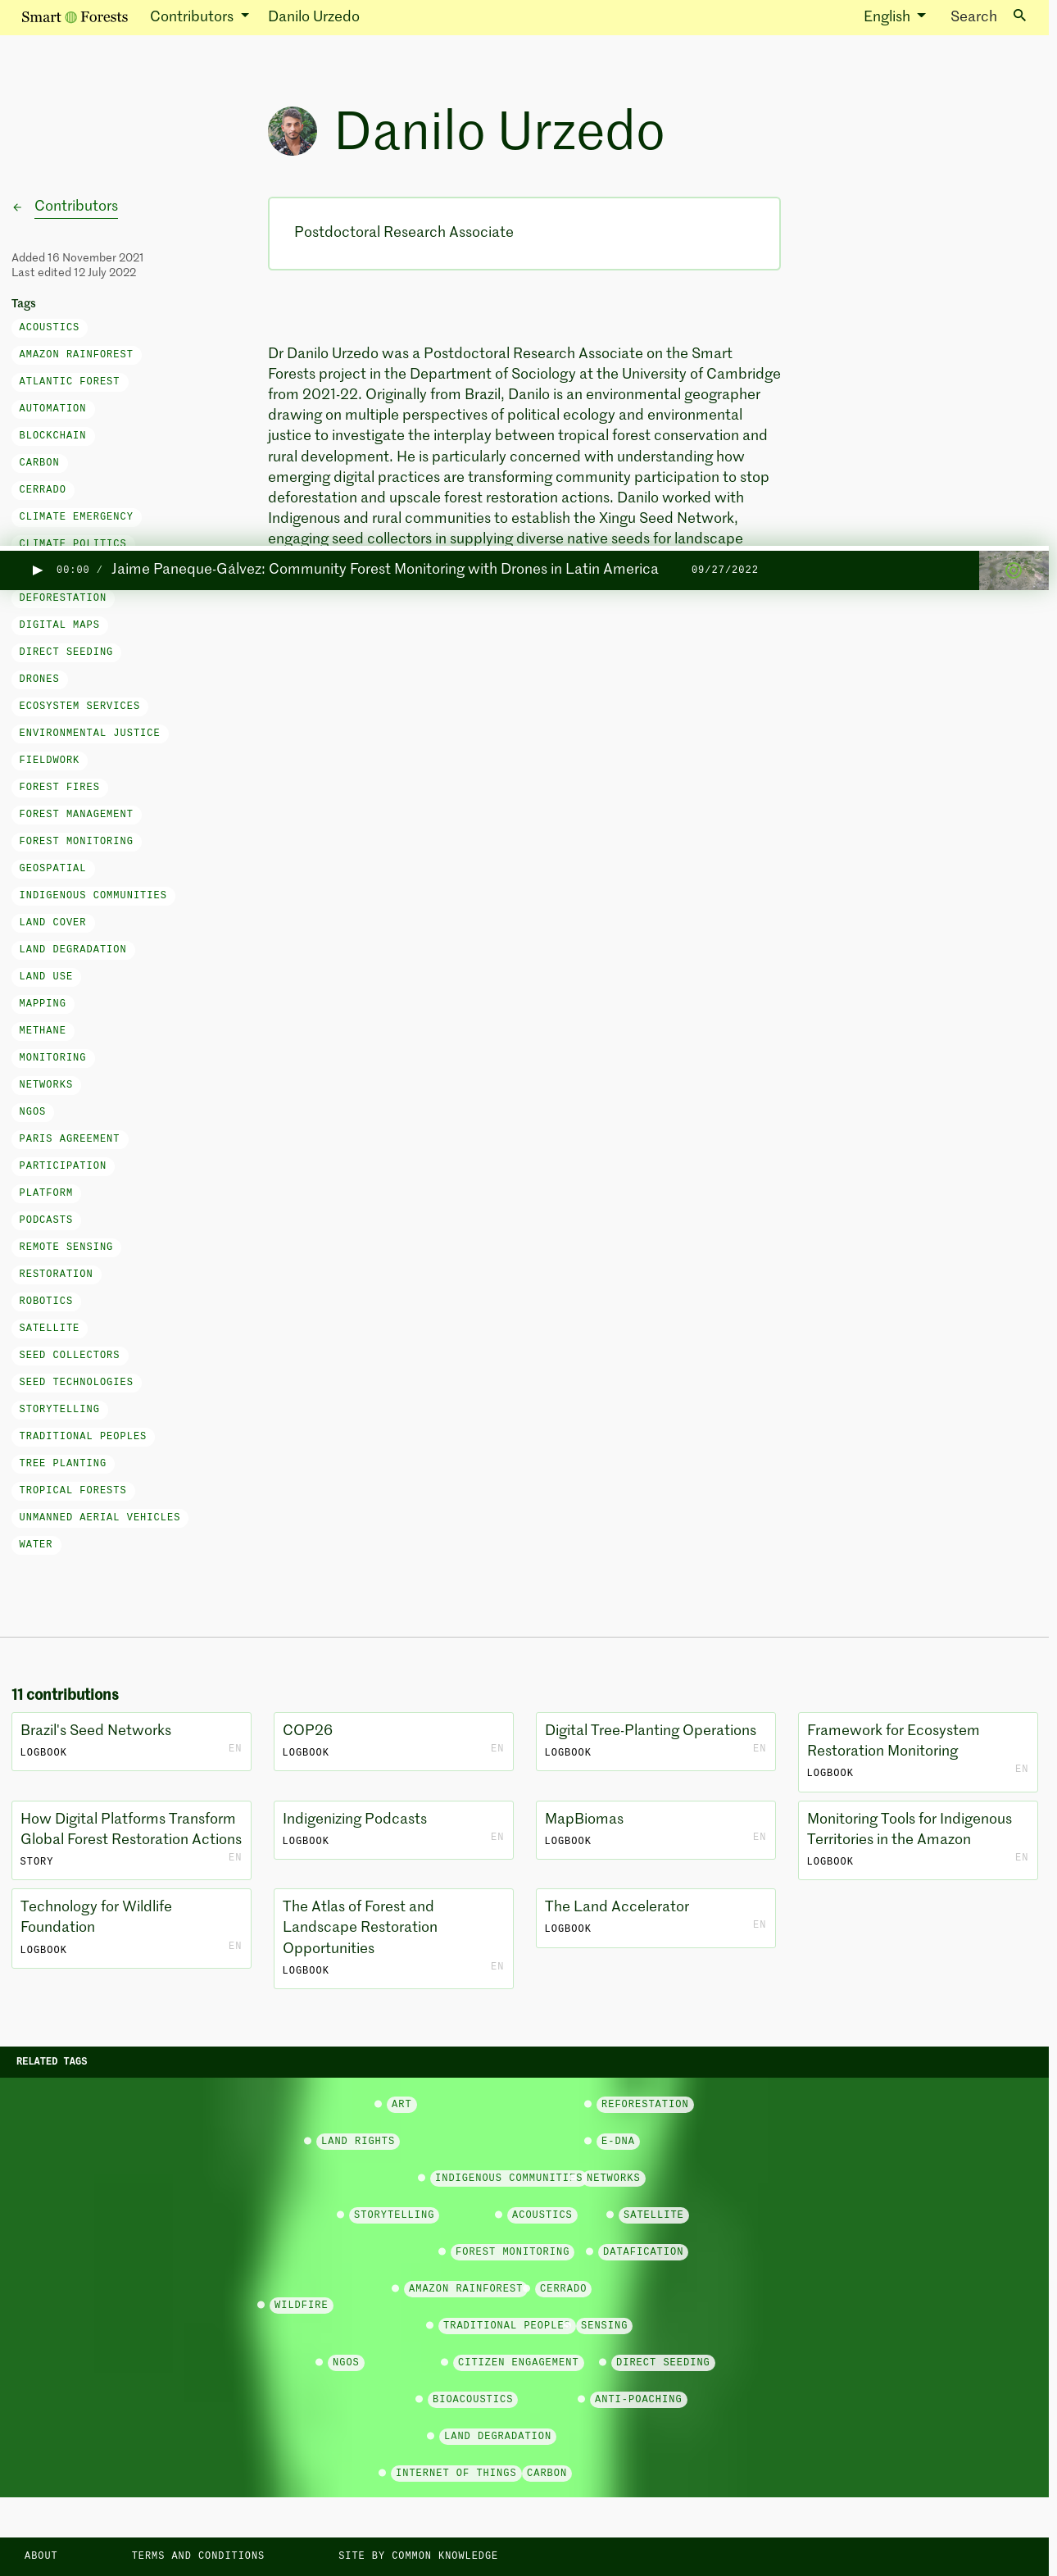 Smart Forests Contributors Danilo Urzedo English Search
Danilo Urzedo
← Contributors
Postdoctoral Research Associate
Added 16 November 2021
Last edited 12 July 2022
Tags
ACOUSTICS
AMAZON RAINFOREST
ATLANTIC FOREST
AUTOMATION
BLOCKCHAIN
CARBON
CERRADO
CLIMATE EMERGENCY
CLIMATE POLITICS
Dr Danilo Urzedo was a Postdoctoral Research Associate on the Smart
Forests project in the Department of Sociology at the University of Cambridge
from 2021-22. Originally from Brazil, Danilo is an environmental geographer
drawing on multiple perspectives of political ecology and environmental
justice to investigate the interplay between tropical forest conservation and
rural development. He is particularly concerned with understanding how
emerging digital practices are transforming community participation to stop
deforestation and upscale forest restoration actions. Danilo worked with
Indigenous and rural communities to establish the Xingu Seed Network,
engaging seed collectors in supplying diverse native seeds for landscape
00:00 / Jaime Paneque-Gálvez: Community Forest Monitoring with Drones in Latin America 09/27/2022
DEFORESTATION
DIGITAL MAPS
DIRECT SEEDING
DRONES
ECOSYSTEM SERVICES
ENVIRONMENTAL JUSTICE
FIELDWORK
FOREST FIRES
FOREST MANAGEMENT
FOREST MONITORING
GEOSPATIAL
INDIGENOUS COMMUNITIES
LAND COVER
LAND DEGRADATION
LAND USE
MAPPING
METHANE
MONITORING
NETWORKS
NGOS
PARIS AGREEMENT
PARTICIPATION
PLATFORM
PODCASTS
REMOTE SENSING
RESTORATION
ROBOTICS
SATELLITE
SEED COLLECTORS
SEED TECHNOLOGIES
STORYTELLING
TRADITIONAL PEOPLES
TREE PLANTING
TROPICAL FORESTS
UNMANNED AERIAL VEHICLES
WATER
11 contributions
Brazil's Seed Networks
LOGBOOK EN
COP26
LOGBOOK EN
Digital Tree-Planting Operations
LOGBOOK EN
Framework for Ecosystem
Restoration Monitoring
LOGBOOK EN
How Digital Platforms Transform
Global Forest Restoration Actions
STORY EN
Indigenizing Podcasts
LOGBOOK EN
MapBiomas
LOGBOOK EN
Monitoring Tools for Indigenous
Territories in the Amazon
LOGBOOK EN
Technology for Wildlife
Foundation
LOGBOOK EN
The Atlas of Forest and
Landscape Restoration
Opportunities
LOGBOOK EN
The Land Accelerator
LOGBOOK EN
RELATED TAGS
ART REFORESTATION
LAND RIGHTS E-DNA
INDIGENOUS COMMUNITIES NETWORKS
STORYTELLING ACOUSTICS SATELLITE
FOREST MONITORING DATAFICATION
AMAZON RAINFOREST CERRADO
WILDFIRE
TRADITIONAL PEOPLES SENSING
NGOS CITIZEN ENGAGEMENT DIRECT SEEDING
BIOACOUSTICS ANTI-POACHING
LAND DEGRADATION
INTERNET OF THINGS CARBON
ABOUT TERMS AND CONDITIONS SITE BY COMMON KNOWLEDGE